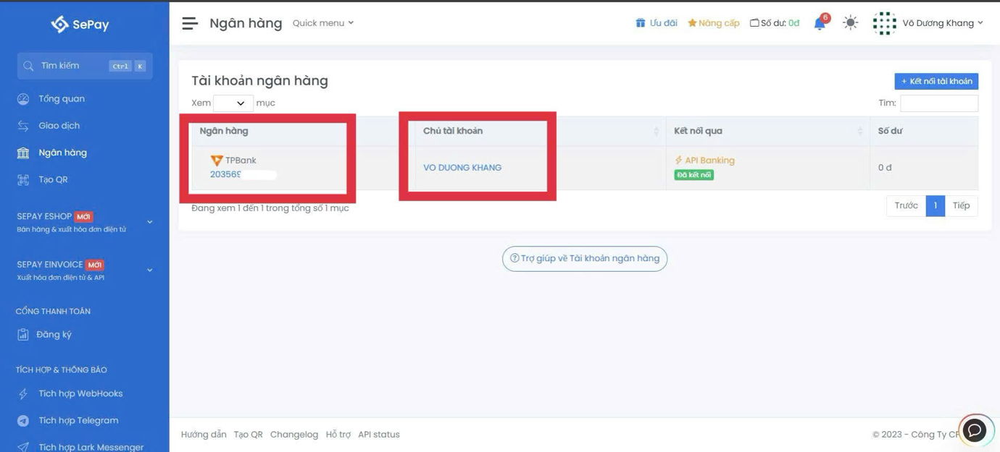 SePay
Tìm kiếm Ctrl K
Tổng quan
Giao dịch
Ngân hàng
Tạo QR
SEPAY ESHOP Mới
Bán hàng & xuất hóa đơn điện tử
SEPAY EINVOICE Mới
Xuất hóa đơn điện tử & API
CỔNG THANH TOÁN
Đăng ký
TÍCH HỢP & THÔNG BÁO
Tích hợp WebHooks
Tích hợp Telegram
Tích hợp Lark Messenger
Ngân hàng Quick menu
Ưu đãi Nâng cấp Số dư: 0đ 6 Võ Dương Khang
Tài khoản ngân hàng
+ Kết nối tài khoản
Xem mục
Tìm:
Ngân hàng Chủ tài khoản Kết nối qua Số dư
TPBank
203569
VO DUONG KHANG
API Banking
Đã kết nối
0 đ
Đang xem 1 đến 1 trong tổng số 1 mục
Trước 1 Tiếp
Trợ giúp về Tài khoản ngân hàng
Hướng dẫn Tạo QR Changelog Hỗ trợ API status
© 2023 - Công Ty CP